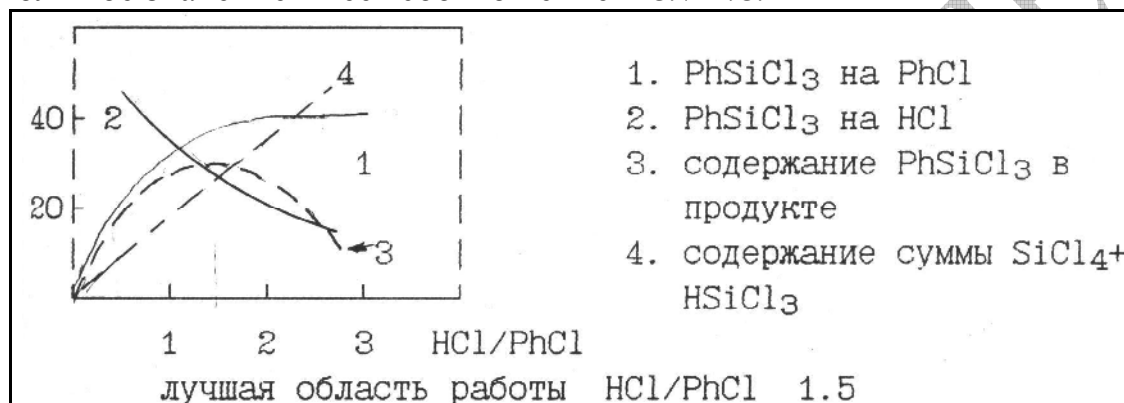 1. PhSiCl3 на PhCl
2. PhSiCl3 на HCl
3. содержание PhSiCl3 в
продукте
4. содержание суммы SiCl4+
HSiCl3
40
20
2
4
1
3
1 2 3 HCl/PhCl
лучшая область работы HCl/PhCl 1.5